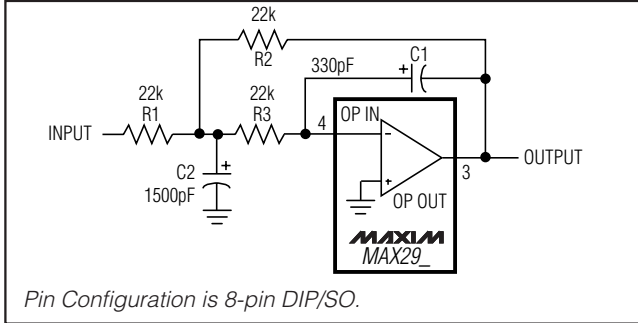 22k
R2
C1
330pF
+
22k
R1
22k
R3
INPUT
4
OP IN
-
+
3
OUTPUT
C2
+
1500pF
OP OUT
MAXIM
MAX29_
Pin Configuration is 8-pin DIP/SO.